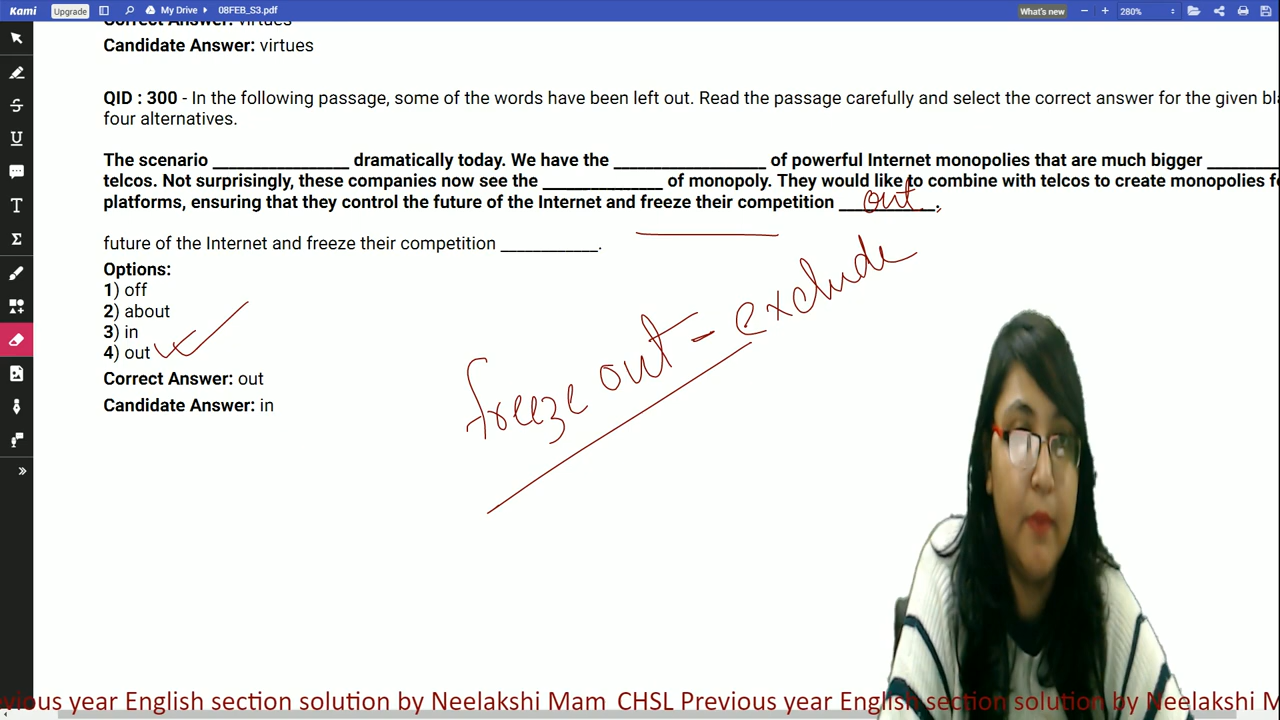 Kami Upgrade My Drive 08FEB_S3.pdf What's new 280%
Correct Answer: virtues
Candidate Answer: virtues
QID : 300 - In the following passage, some of the words have been left out. Read the passage carefully and select the correct answer for the given
four alternatives.
The scenario ________________ dramatically today. We have the __________________ of powerful Internet monopolies that are much bigger ________
telcos. Not surprisingly, these companies now see the ______________ of monopoly. They would like to combine with telcos to create monopolies
platforms, ensuring that they control the future of the Internet and freeze their competition ____________.
out
future of the Internet and freeze their competition ____________.
Options:
1) off
2) about
3) in
4) out
Correct Answer: out
Candidate Answer: in
freeze out - exclude
Previous year English section solution by Neelakshi Mam CHSL Previous year English section solution by Neelakshi M